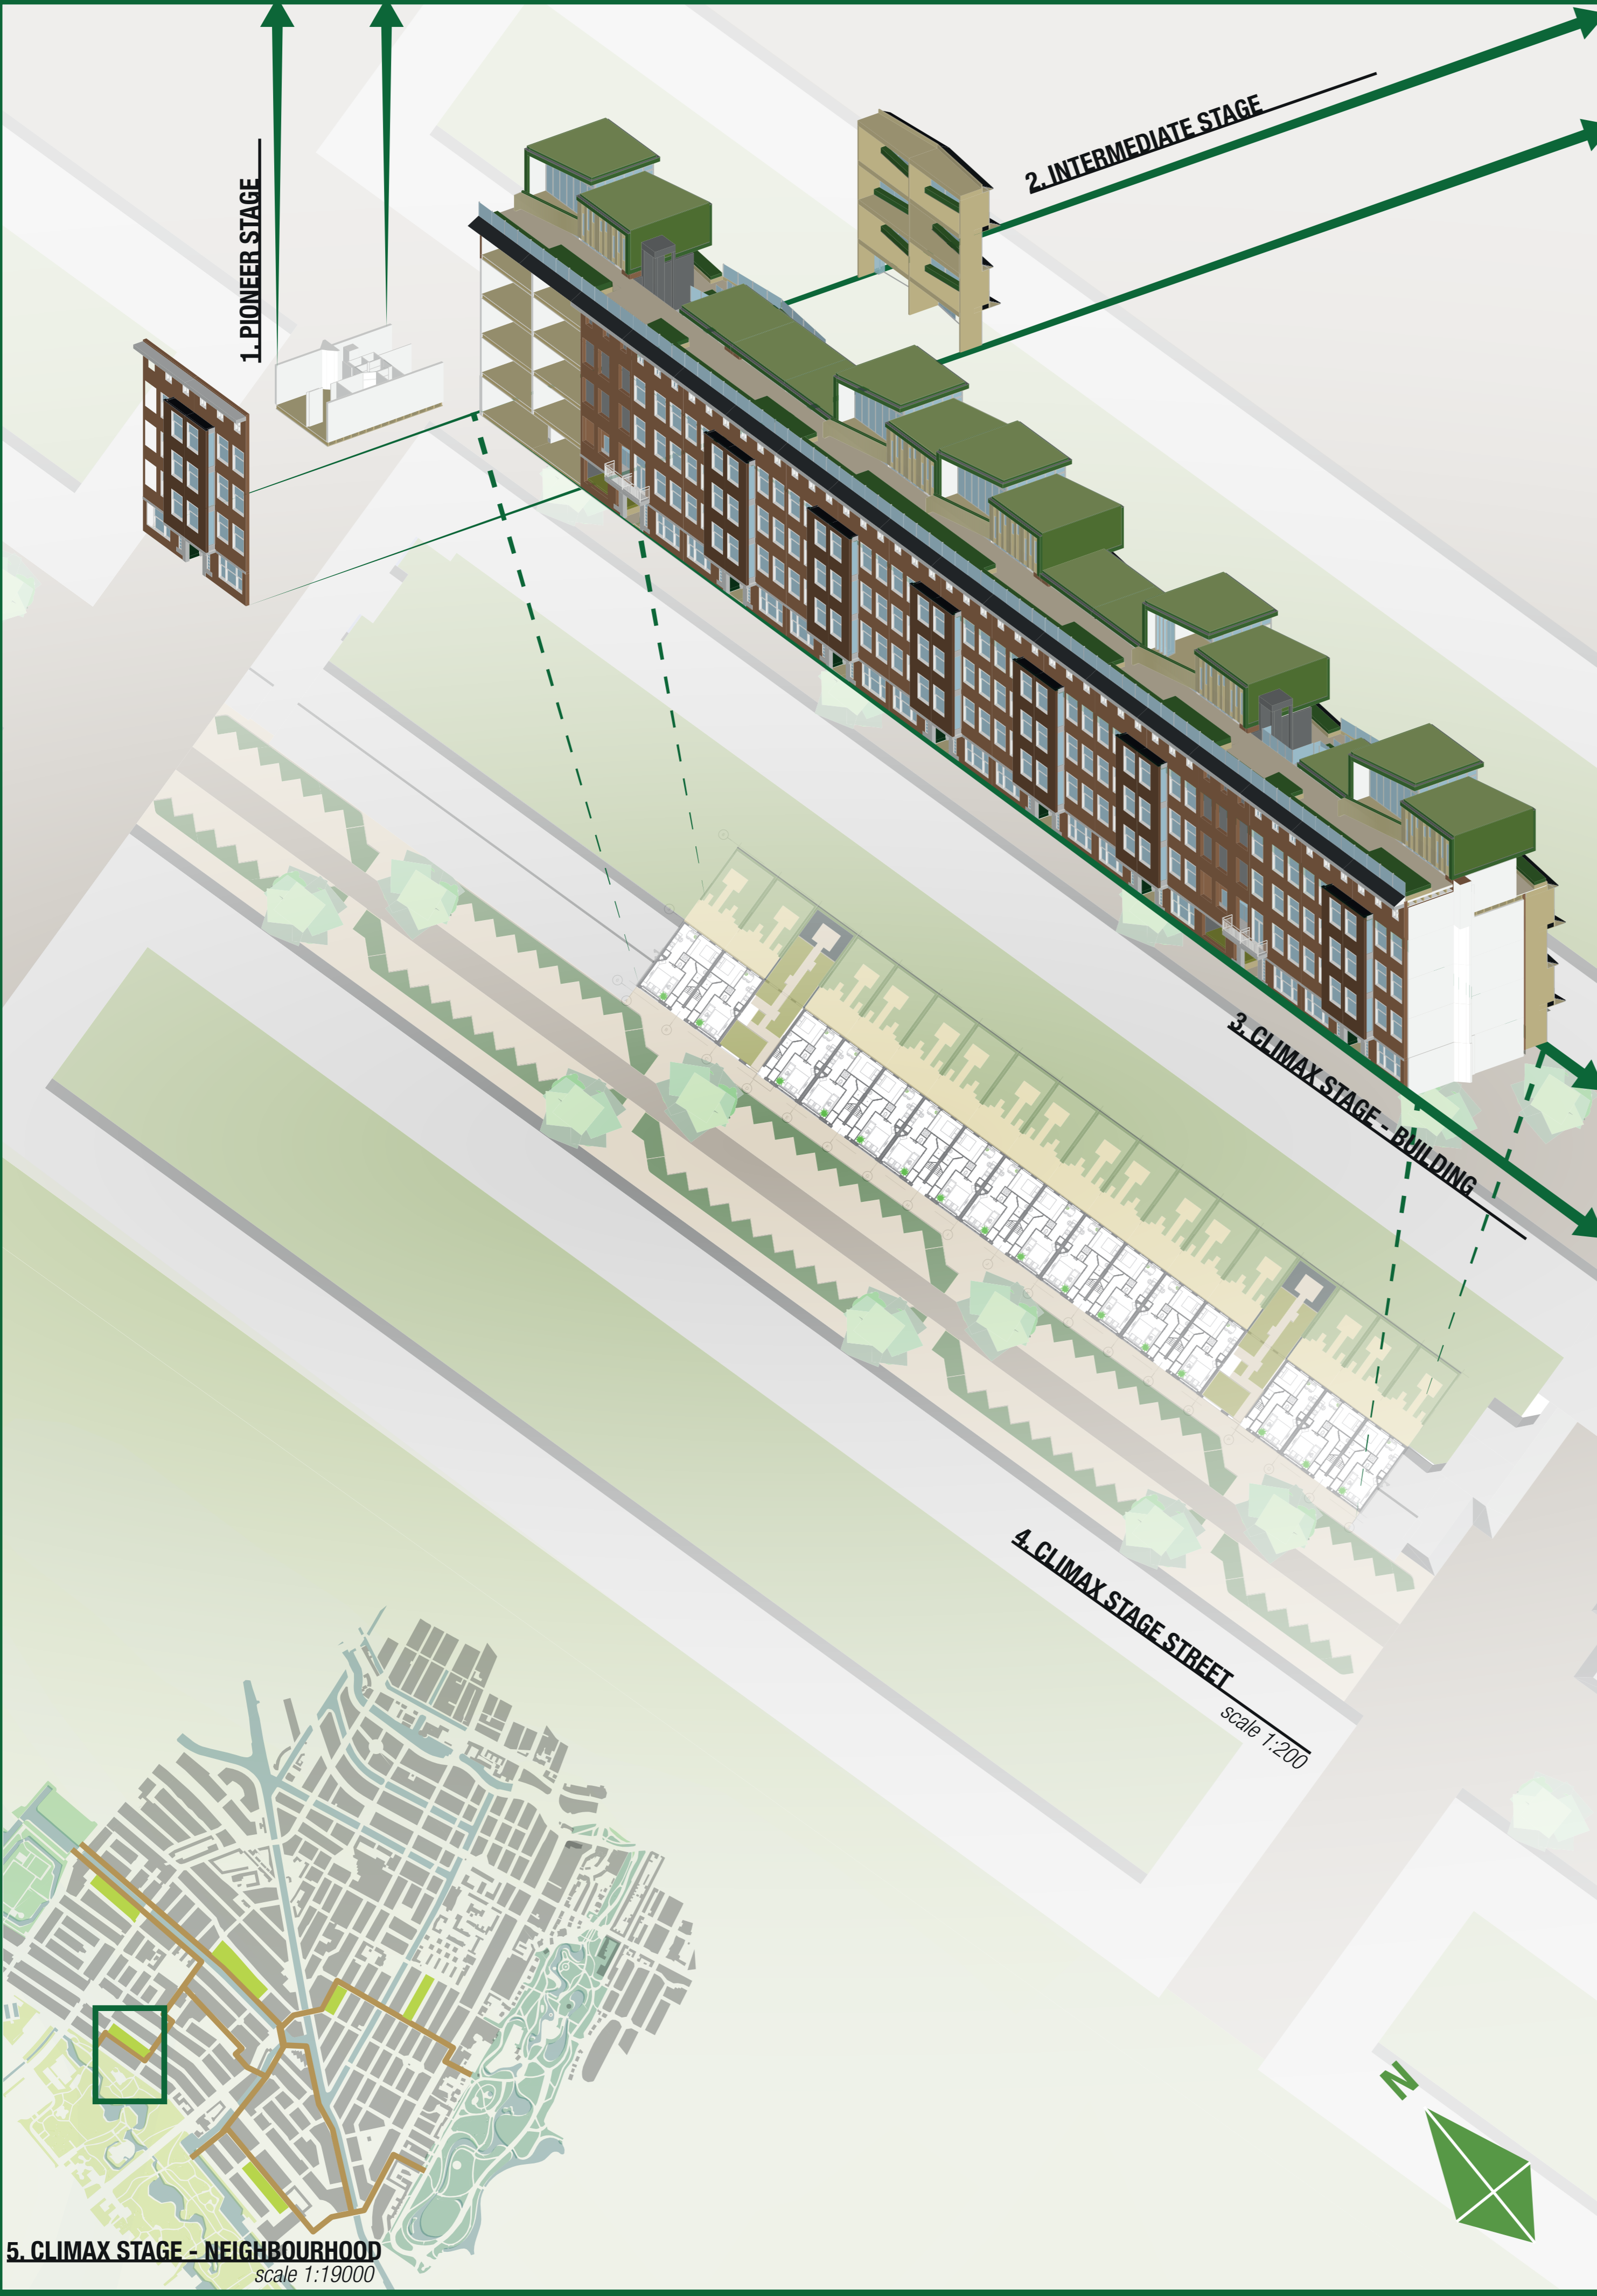 1. PIONEER STAGE
2. INTERMEDIATE STAGE
3. CLIMAX STAGE - BUILDING
4. CLIMAX STAGE STREET
scale 1:200
N
5. CLIMAX STAGE - NEIGHBOURHOOD
scale 1:19000